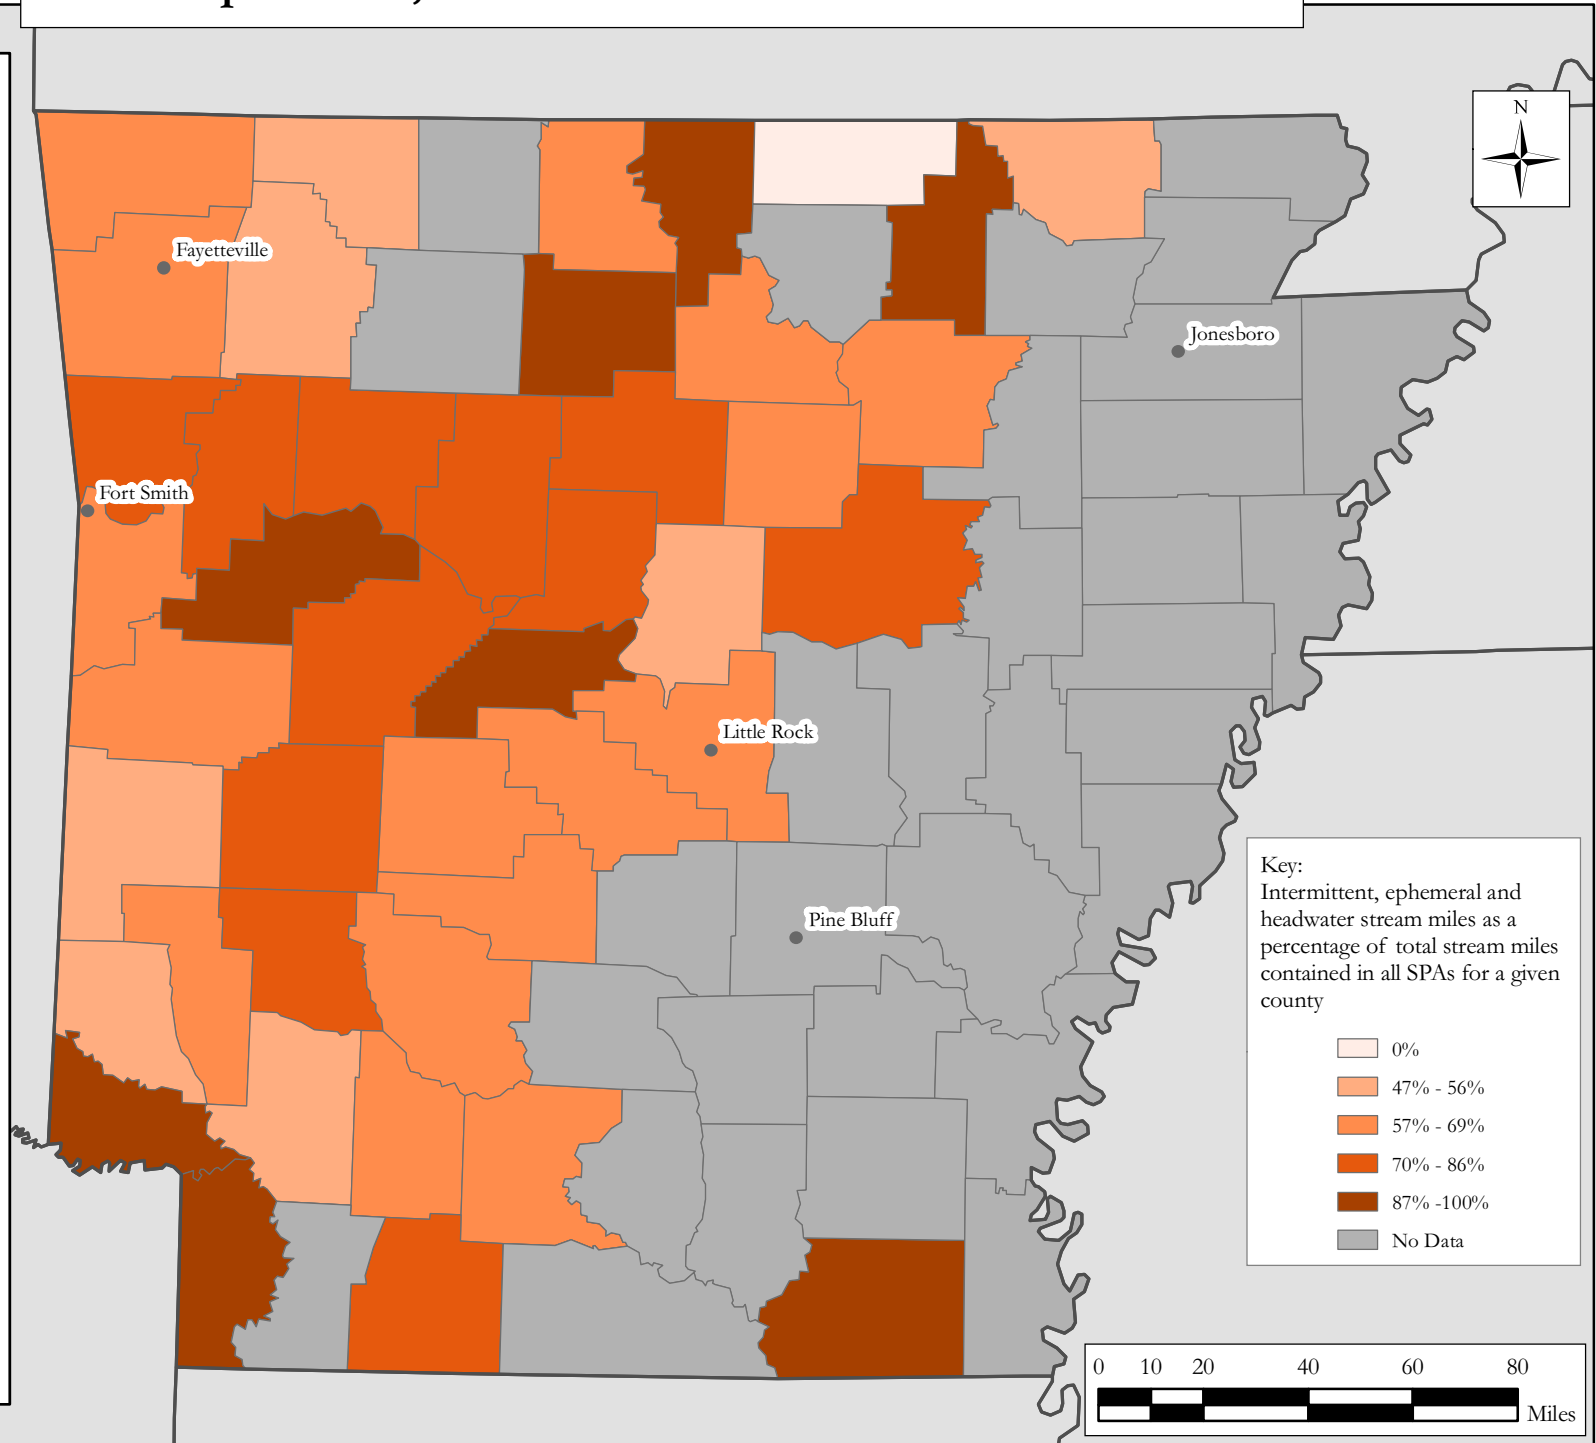 N
Fayetteville
Jonesboro
Fort Smith
Little Rock
Pine Bluff
Key:
Intermittent, ephemeral and
headwater stream miles as a
percentage of total stream miles
contained in all SPAs for a given
county
0%
47% - 56%
57% - 69%
70% - 86%
87% -100%
No Data
0 10 20 40 60 80
Miles